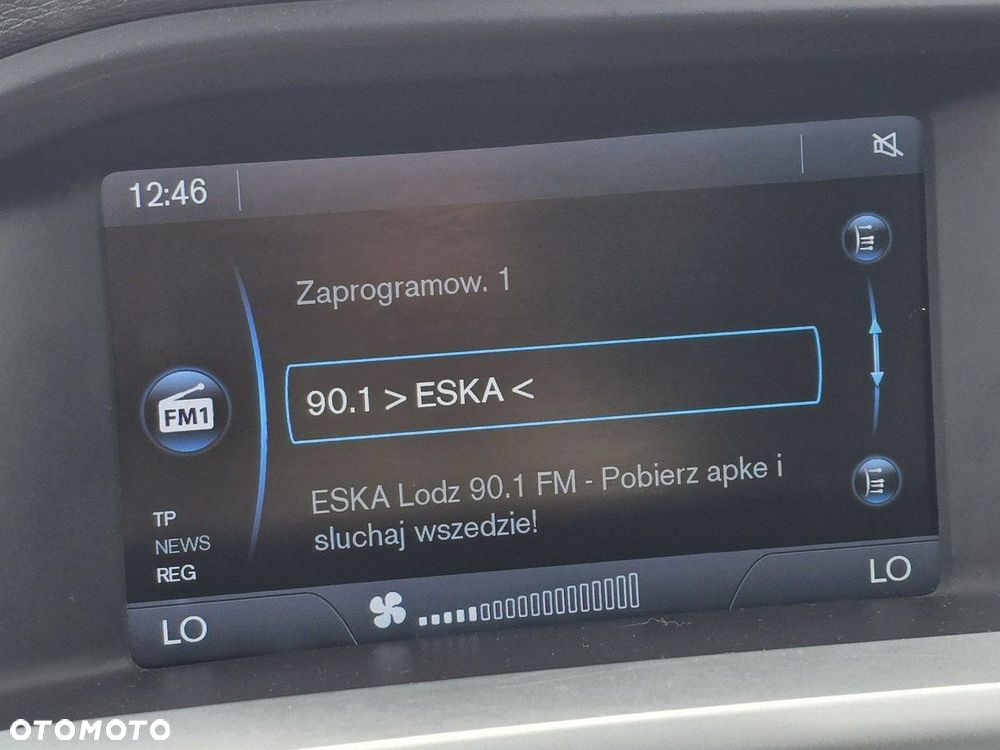 12:46
Zaprogramow. 1
90.1 > ESKA <
FM1
ESKA Lodz 90.1 FM - Pobierz apke i
sluchaj wszedzie!
TP
NEWS
REG
LO
LO
OTOMOTO